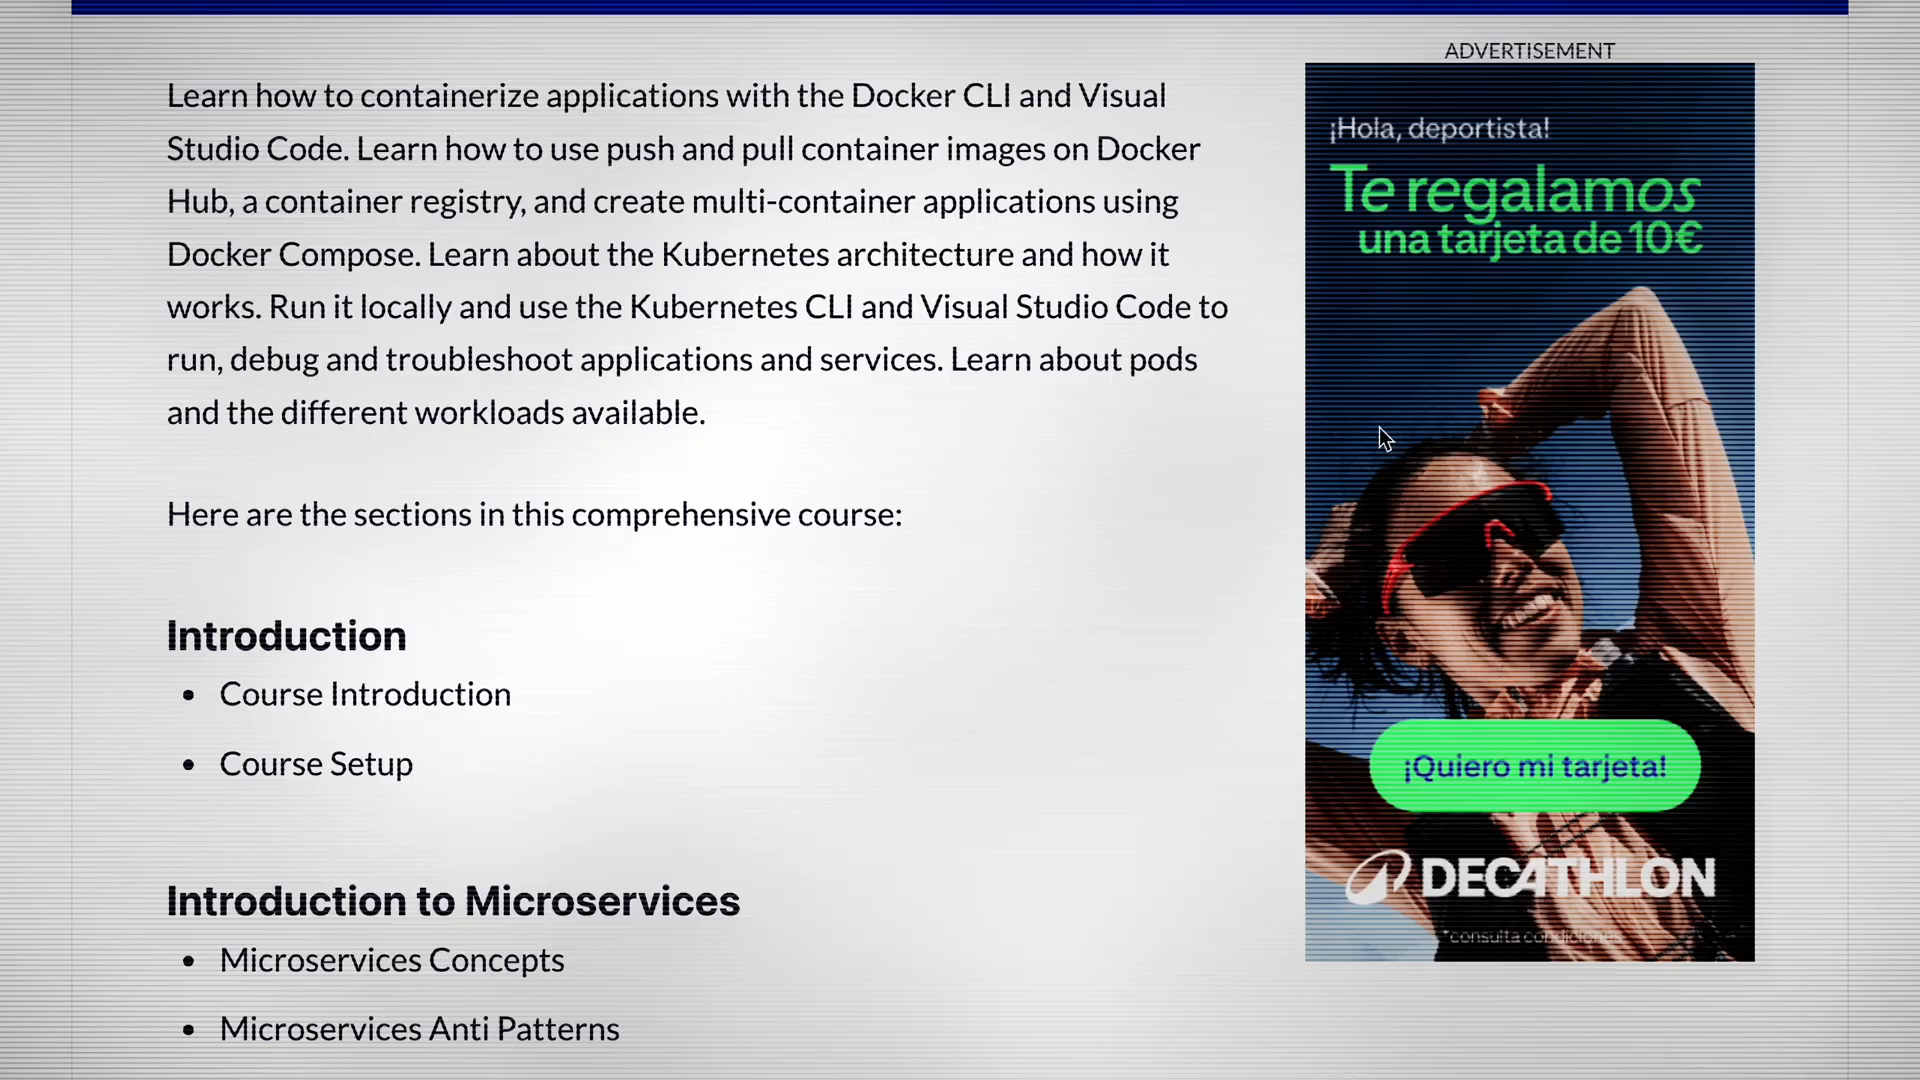 Learn how to containerize applications with the Docker CLI and Visual
Studio Code. Learn how to use push and pull container images on Docker
Hub, a container registry, and create multi-container applications using
Docker Compose. Learn about the Kubernetes architecture and how it
works. Run it locally and use the Kubernetes CLI and Visual Studio Code to
run, debug and troubleshoot applications and services. Learn about pods
and the different workloads available.
Here are the sections in this comprehensive course:
Introduction
• Course Introduction
• Course Setup
Introduction to Microservices
• Microservices Concepts
• Microservices Anti Patterns
ADVERTISEMENT
¡Hola, deportista!
Te regalamos
una tarjeta de 10€
¡Quiero mi tarjeta!
DECATHLON
*consulta condiciones